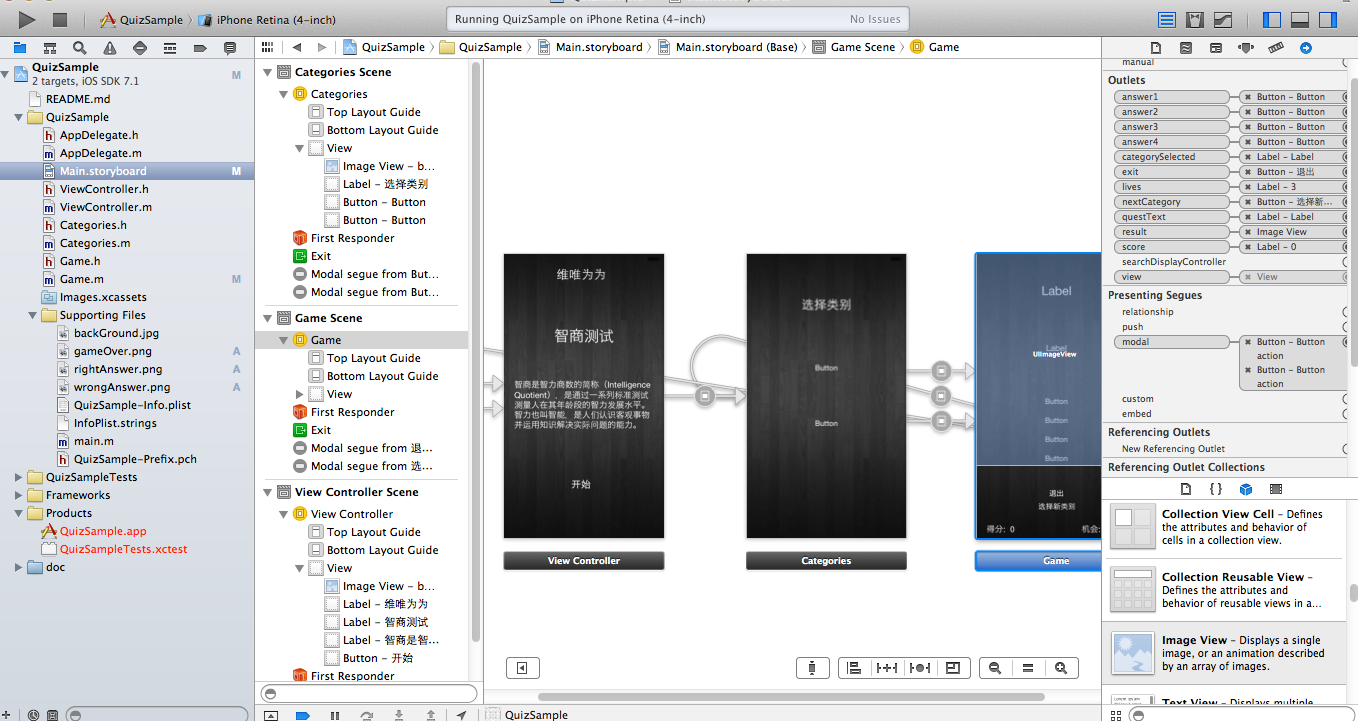 QuizSample
iPhone Retina (4-inch)
Running QuizSample on iPhone Retina (4-inch)
No Issues
QuizSample
QuizSample
Main.storyboard
Main.storyboard (Base)
Game Scene
Game
QuizSample
2 targets, iOS SDK 7.1
M
README.md
QuizSample
AppDelegate.h
AppDelegate.m
Main.storyboard
M
ViewController.h
ViewController.m
Categories.h
Categories.m
Game.h
Game.m
M
Images.xcassets
Supporting Files
backGround.jpg
gameOver.png
A
rightAnswer.png
A
wrongAnswer.png
A
QuizSample-Info.plist
InfoPlist.strings
main.m
QuizSample-Prefix.pch
QuizSampleTests
Frameworks
Products
QuizSample.app
QuizSampleTests.xctest
doc
Categories Scene
Categories
Top Layout Guide
Bottom Layout Guide
View
Image View – b...
Label – 选择类别
Button – Button
Button – Button
First Responder
Exit
Modal segue from But...
Modal segue from But...
Game Scene
Game
Top Layout Guide
Bottom Layout Guide
View
First Responder
Exit
Modal segue from 退...
Modal segue from 选...
View Controller Scene
View Controller
Top Layout Guide
Bottom Layout Guide
View
Image View – b...
Label – 维唯为为
Label – 智商测试
Label – 智商是智...
Button – 开始
First Responder
维唯为为
智商测试
智商是智力商数的简称（Intelligence
Quotient），是通过一系列标准测试
测量人在其年龄段的智力发展水平。
智力也叫智能，是人们认识客观事物
并运用知识解决实际问题的能力。
开始
View Controller
选择类别
Button
Button
Categories
Label
Label
UIImageView
Button
Button
Button
Button
退出
选择新类别
得分: 0
机会:
Game
QuizSample
manual
Outlets
answer1
Button – Button
answer2
Button – Button
answer3
Button – Button
answer4
Button – Button
categorySelected
Label – Label
exit
Button – 退出
lives
Label – 3
nextCategory
Button – 选择新...
questText
Label – Label
result
Image View
score
Label – 0
searchDisplayController
view
View
Presenting Segues
relationship
push
modal
Button – Button
action
Button – Button
action
custom
embed
Referencing Outlets
New Referencing Outlet
Referencing Outlet Collections
Collection View Cell – Defines
the attributes and behavior of
cells in a collection view.
Collection Reusable View –
Defines the attributes and
behavior of reusable views in a...
Image View – Displays a single
image, or an animation described
by an array of images.
Text View – Displays multiple